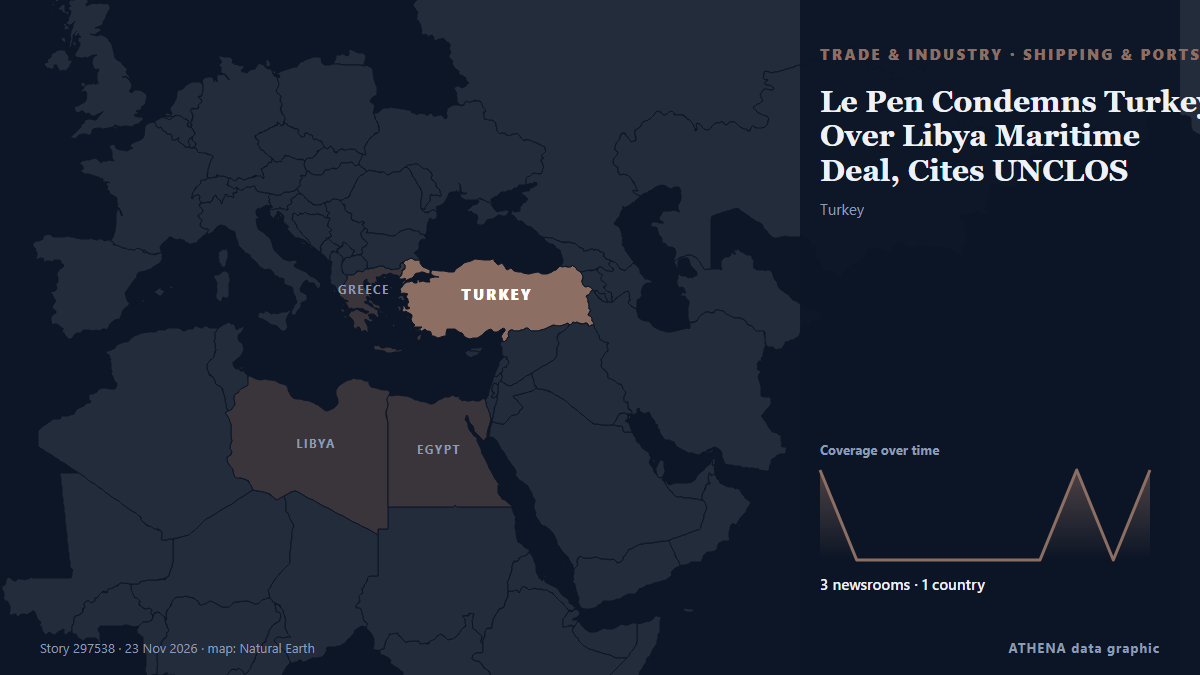 TRADE & INDUSTRY · SHIPPING & PORTS
Le Pen Condemns Turkey
Over Libya Maritime
Deal, Cites UNCLOS
Turkey
GREECE
TURKEY
LIBYA
EGYPT
Coverage over time
3 newsrooms · 1 country
Story 297538 · 23 Nov 2026 · map: Natural Earth
ATHENA data graphic